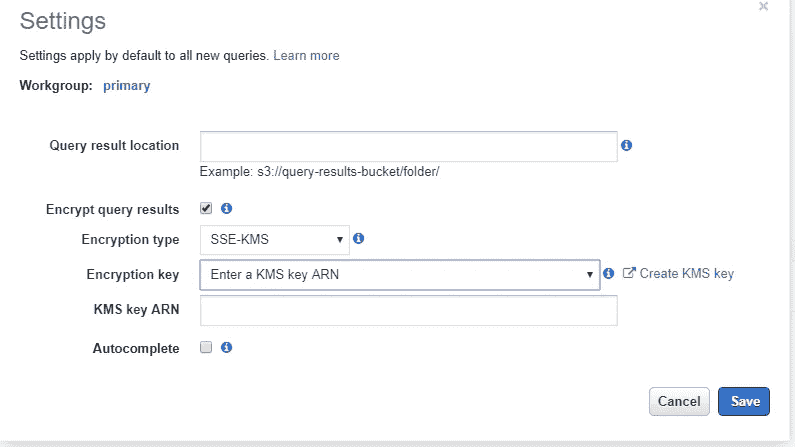 Settings
Settings apply by default to all new queries. Learn more
Workgroup: primary
Query result location
Example: s3://query-results-bucket/folder/
Encrypt query results
Encryption type SSE-KMS
Encryption key Enter a KMS key ARN Create KMS key
KMS key ARN
Autocomplete
Cancel Save